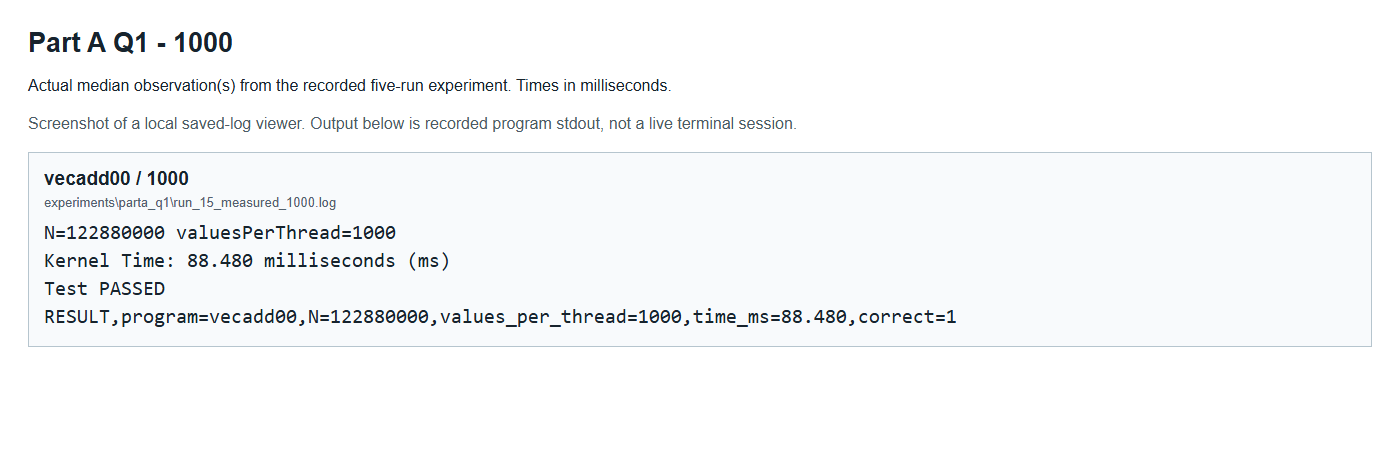 Part A Q1 - 1000
Actual median observation(s) from the recorded five-run experiment. Times in milliseconds.
Screenshot of a local saved-log viewer. Output below is recorded program stdout, not a live terminal session.
vecadd00 / 1000
experiments\parta_q1\run_15_measured_1000.log
N=122880000 valuesPerThread=1000
Kernel Time: 88.480 milliseconds (ms)
Test PASSED
RESULT,program=vecadd00,N=122880000,values_per_thread=1000,time_ms=88.480,correct=1